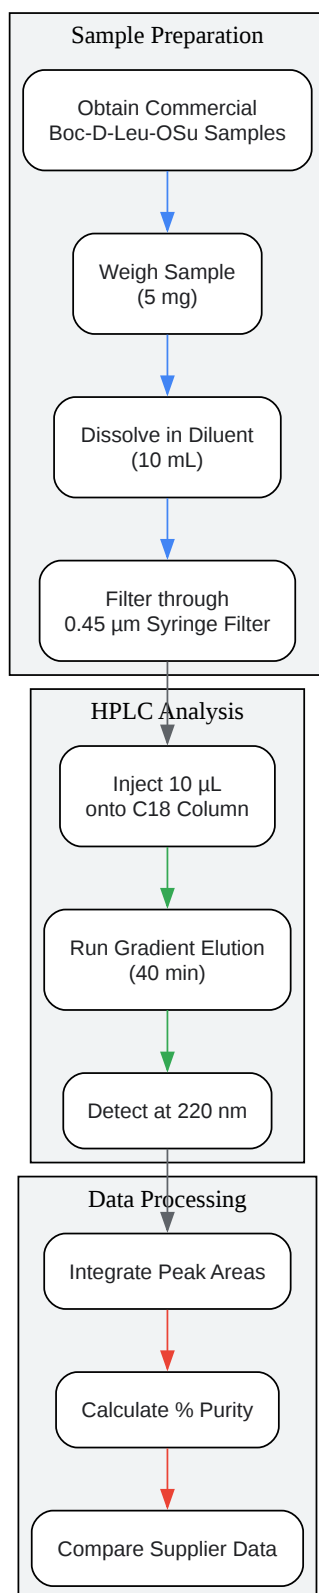 Sample Preparation
Obtain Commercial
Boc-D-Leu-OSu Samples
Weigh Sample
(5 mg)
Dissolve in Diluent
(10 mL)
Filter through
0.45 µm Syringe Filter
HPLC Analysis
Inject 10 µL
onto C18 Column
Run Gradient Elution
(40 min)
Detect at 220 nm
Data Processing
Integrate Peak Areas
Calculate % Purity
Compare Supplier Data